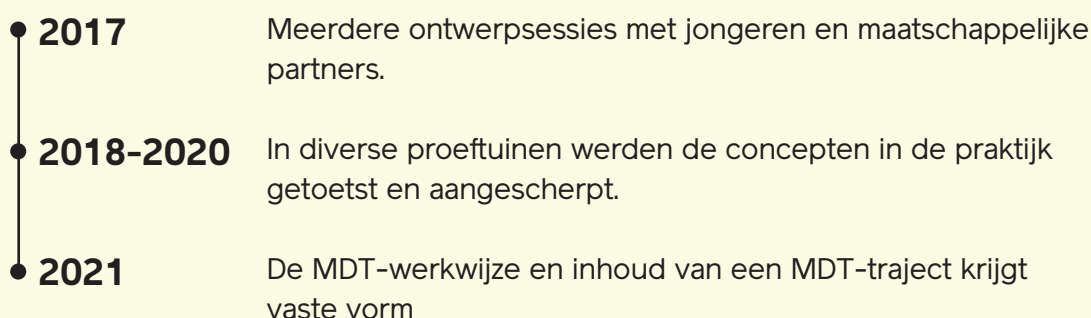 2017 Meerdere ontwerpsessies met jongeren en maatschappelijke
partners.
2018-2020 In diverse proeftuinen werden de concepten in de praktijk
getoetst en aangescherpt.
2021 De MDT-werkwijze en inhoud van een MDT-traject krijgt
vaste vorm